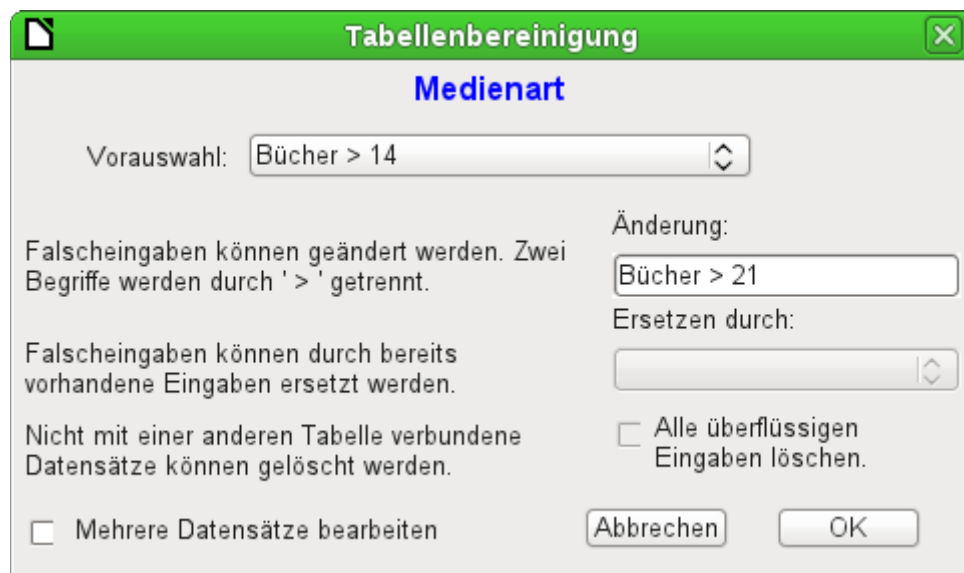 Tabellenbereinigung
Medienart
Vorauswahl: Bücher > 14
Änderung:
Falscheingaben können geändert werden. Zwei
Begriffe werden durch ' > ' getrennt.
Bücher > 21
Ersetzen durch:
Falscheingaben können durch bereits
vorhandene Eingaben ersetzt werden.
Nicht mit einer anderen Tabelle verbundene
Datensätze können gelöscht werden.
Alle überflüssigen
Eingaben löschen.
Mehrere Datensätze bearbeiten
Abbrechen
OK